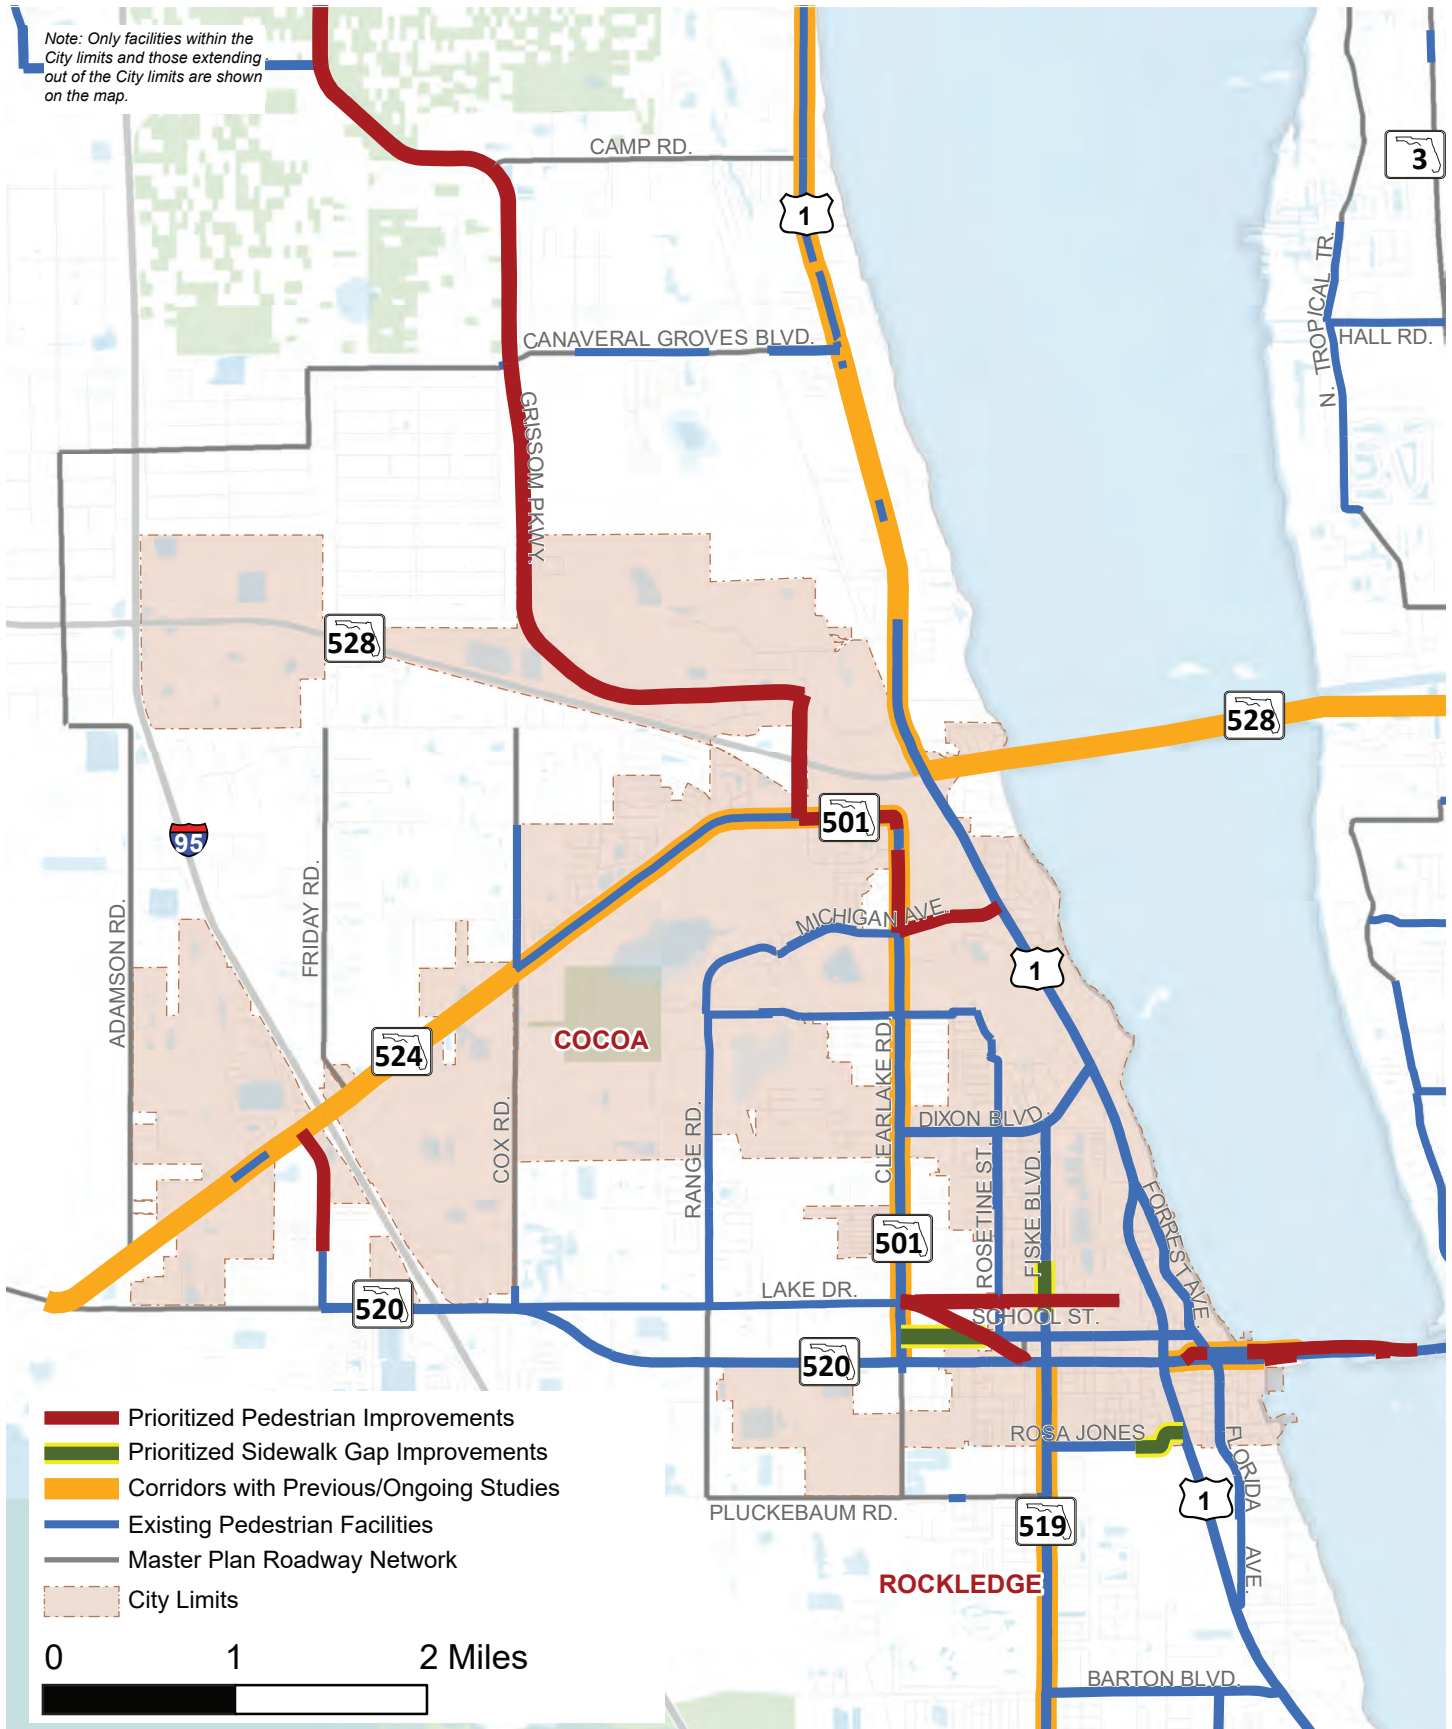 Note: Only facilities within the
City limits and those extending
out of the City limits are shown
on the map.
CAMP RD.
3
1
N. TROPICAL TR.
HALL RD.
CANAVERAL GROVES BLVD.
GRISSOM PKWY.
528
528
501
95
FRIDAY RD.
ADAMSON RD.
MICHIGAN AVE.
1
COCOA
524
CLEARLAKE RD.
COX RD.
RANGE RD.
DIXON BLVD.
ROSETINE ST.
FISKE BLVD.
FORREST AVE.
501
LAKE DR.
520
SCHOOL ST.
520
ROSA JONES
FLORIDA AVE.
1
PLUCKEBAUM RD.
519
ROCKLEDGE
BARTON BLVD.
Prioritized Pedestrian Improvements
Prioritized Sidewalk Gap Improvements
Corridors with Previous/Ongoing Studies
Existing Pedestrian Facilities
Master Plan Roadway Network
City Limits
0 1 2 Miles